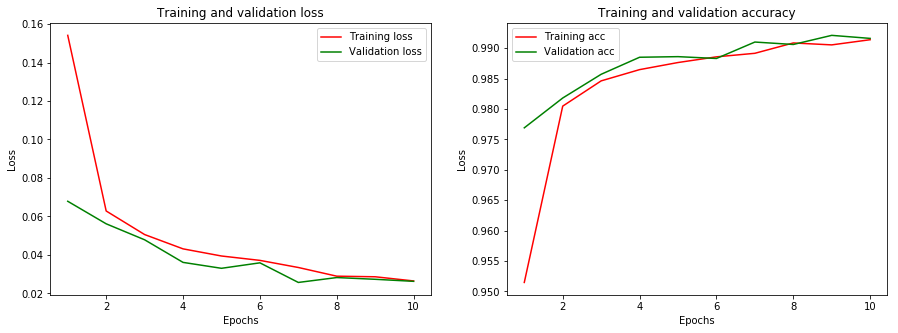 Training and validation loss
0.16
0.14
0.12
0.10
0.08
0.06
0.04
0.02
Loss
Training loss
Validation loss
2 4 6 8 10
Epochs
Training and validation accuracy
0.990
0.985
0.980
0.975
0.970
0.965
0.960
0.955
0.950
Loss
Training acc
Validation acc
2 4 6 8 10
Epochs